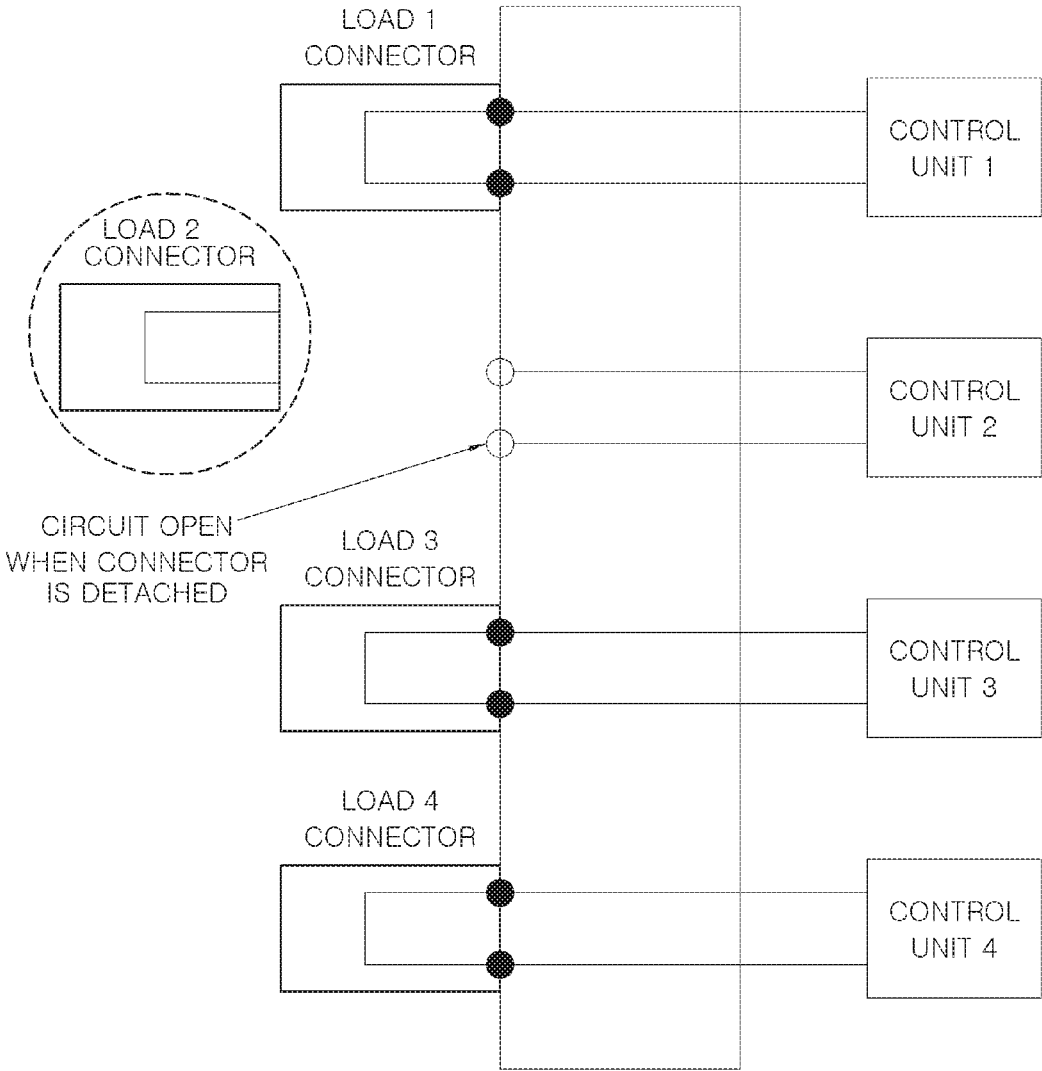 LOAD 1
CONNECTOR
CONTROL
UNIT 1
LOAD 2
CONNECTOR
CONTROL
UNIT 2
CIRCUIT OPEN
WHEN CONNECTOR
IS DETACHED
LOAD 3
CONNECTOR
CONTROL
UNIT 3
LOAD 4
CONNECTOR
CONTROL
UNIT 4